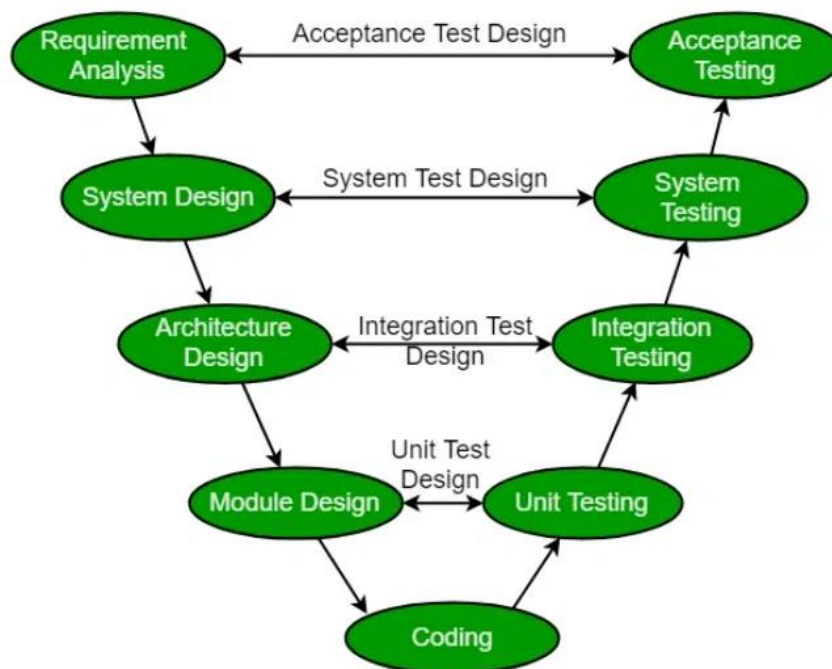 Requirement
Analysis
Acceptance Test Design
Acceptance
Testing
System Design
System Test Design
System
Testing
Architecture
Design
Integration Test
Design
Integration
Testing
Module Design
Unit Test
Design
Unit Testing
Coding